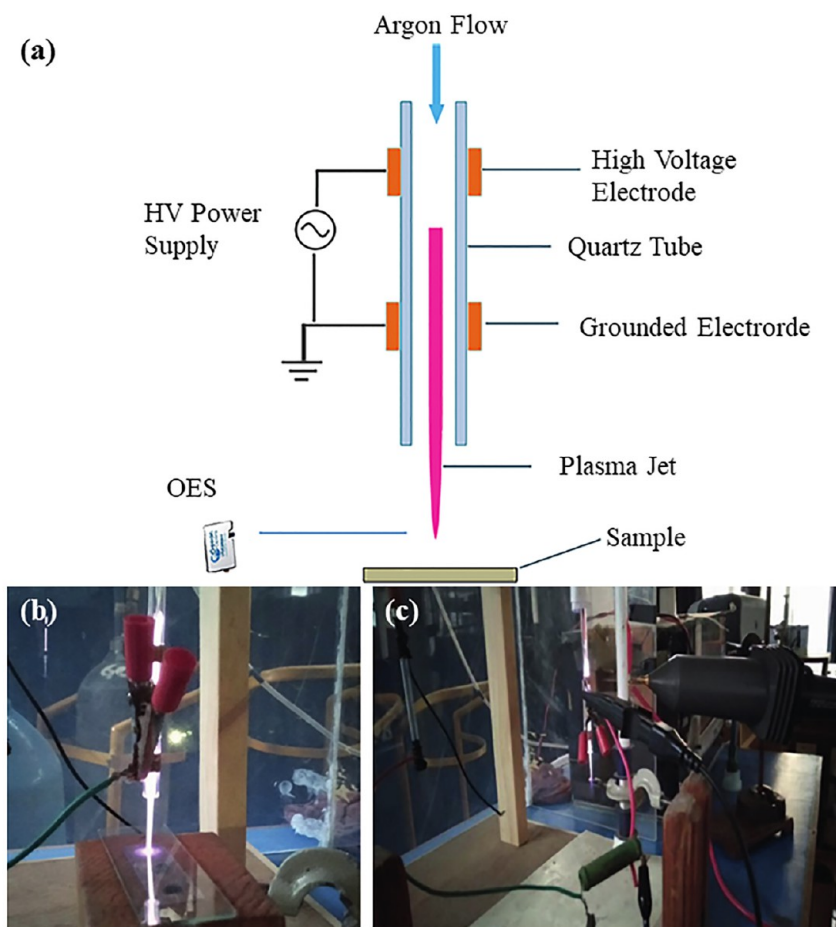 Argon Flow
(a)
High Voltage
Electrode
HV Power
Supply
Quartz Tube
Grounded Electrorde
Plasma Jet
OES
Sample
(b)
(c)